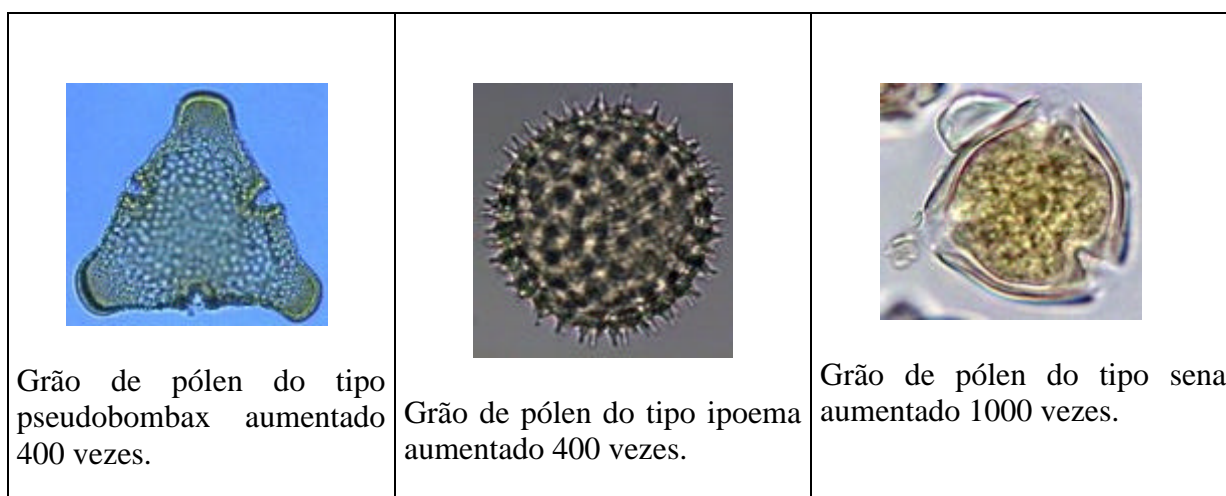 Grão de pólen do tipo
pseudobombax aumentado
400 vezes.
Grão de pólen do tipo ipoema
aumentado 400 vezes.
Grão de pólen do tipo sena
aumentado 1000 vezes.